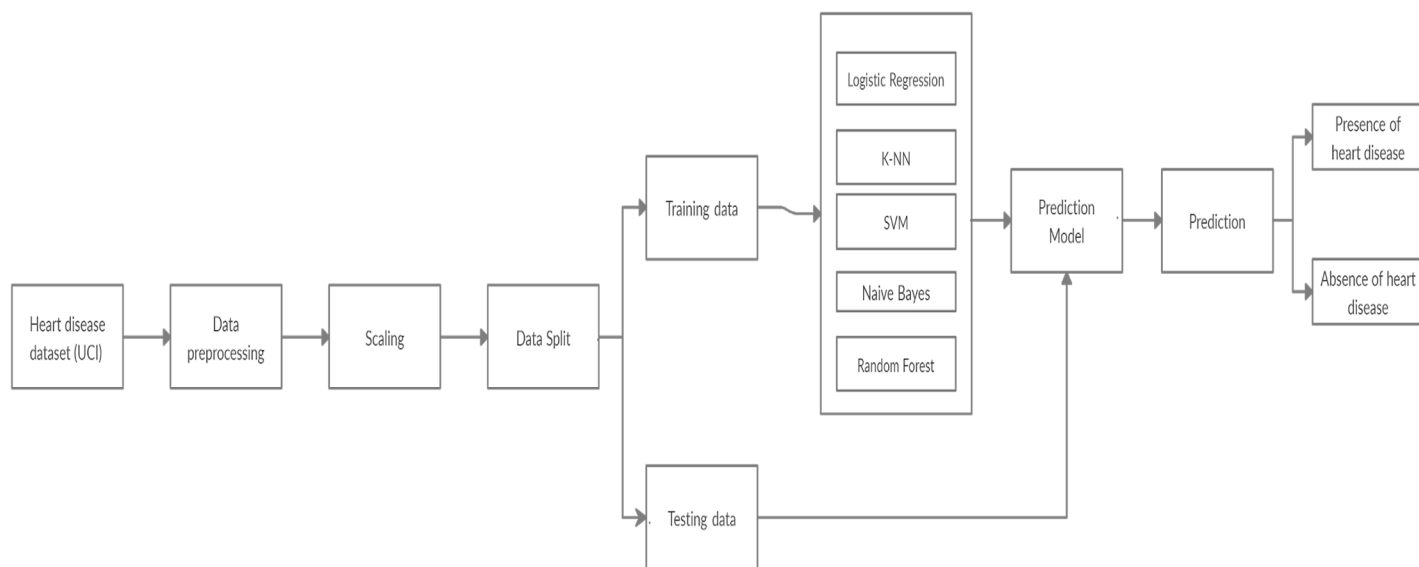 Heart disease
dataset (UCI)
Data
preprocessing
Scaling
Data Split
Training data
Testing data
Logistic Regression
K-NN
SVM
Naive Bayes
Random Forest
Prediction
Model
Prediction
Presence of
heart disease
Absence of heart
disease